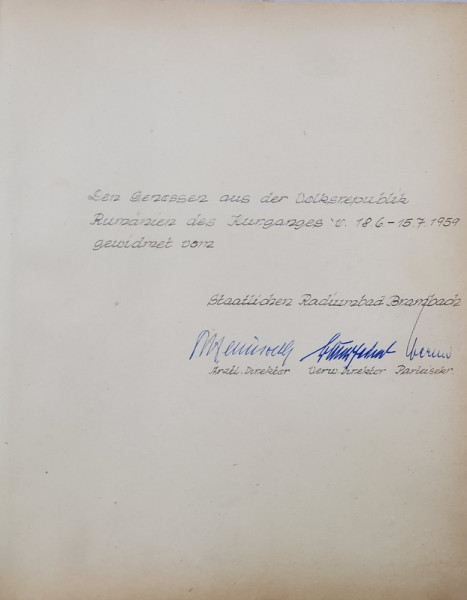 Den Genossen aus der Volksrepublik
Rumänien des Kurganges v. 18.6.-15.7.1959
gewidmet vom
Staatlichen Radiumbad Brambach
Ärztl. Direktor Verw. Direktor Parteisekr.